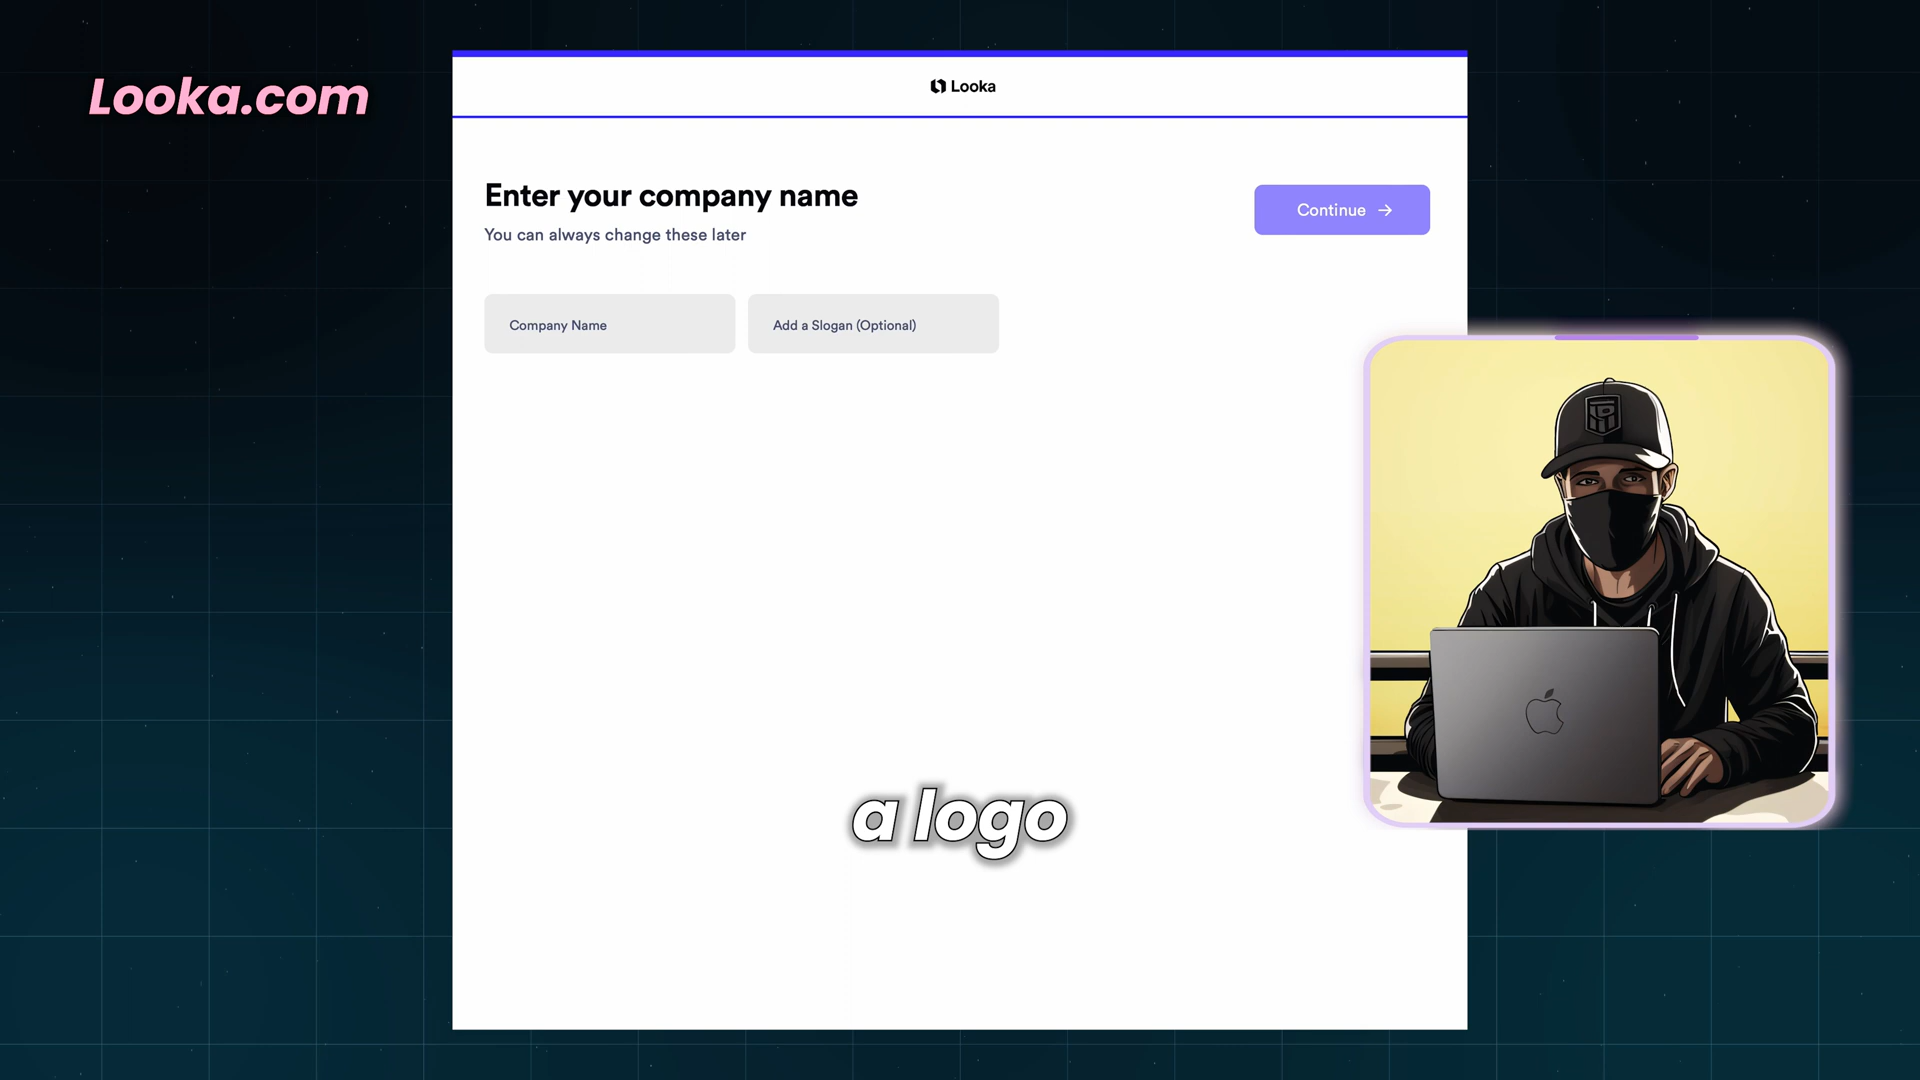 Looka.com
Looka
Enter your company name
You can always change these later
Continue
Company Name
Add a Slogan (Optional)
a logo